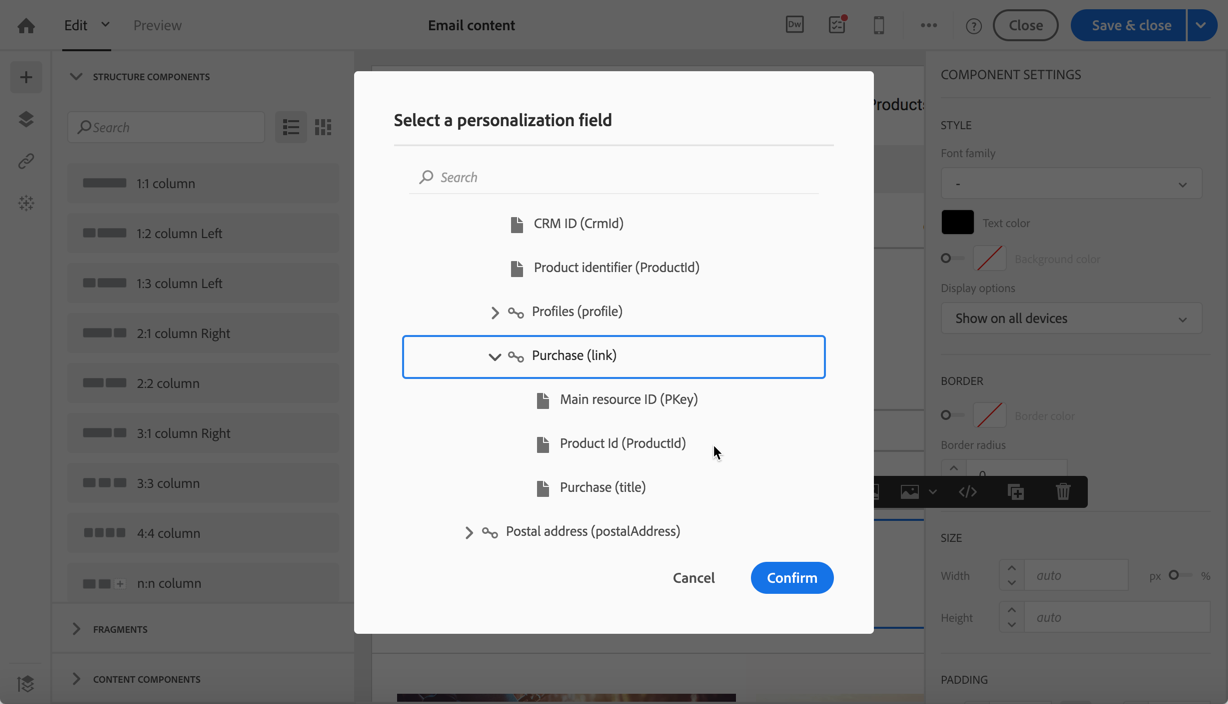 Edit
Preview
Email content
Dw
Close
Save & close
STRUCTURE COMPONENTS
Search
1:1 column
1:2 column Left
1:3 column Left
2:1 column Right
2:2 column
3:1 column Right
3:3 column
4:4 column
n:n column
FRAGMENTS
CONTENT COMPONENTS
Select a personalization field
Search
CRM ID (CrmId)
Product identifier (ProductId)
Profiles (profile)
Purchase (link)
Main resource ID (PKey)
Product Id (ProductId)
Purchase (title)
Postal address (postalAddress)
Cancel
Confirm
Products
COMPONENT SETTINGS
STYLE
Font family
-
Text color
Background color
Display options
Show on all devices
BORDER
Border color
Border radius
0
SIZE
Width
auto
px
%
Height
auto
PADDING